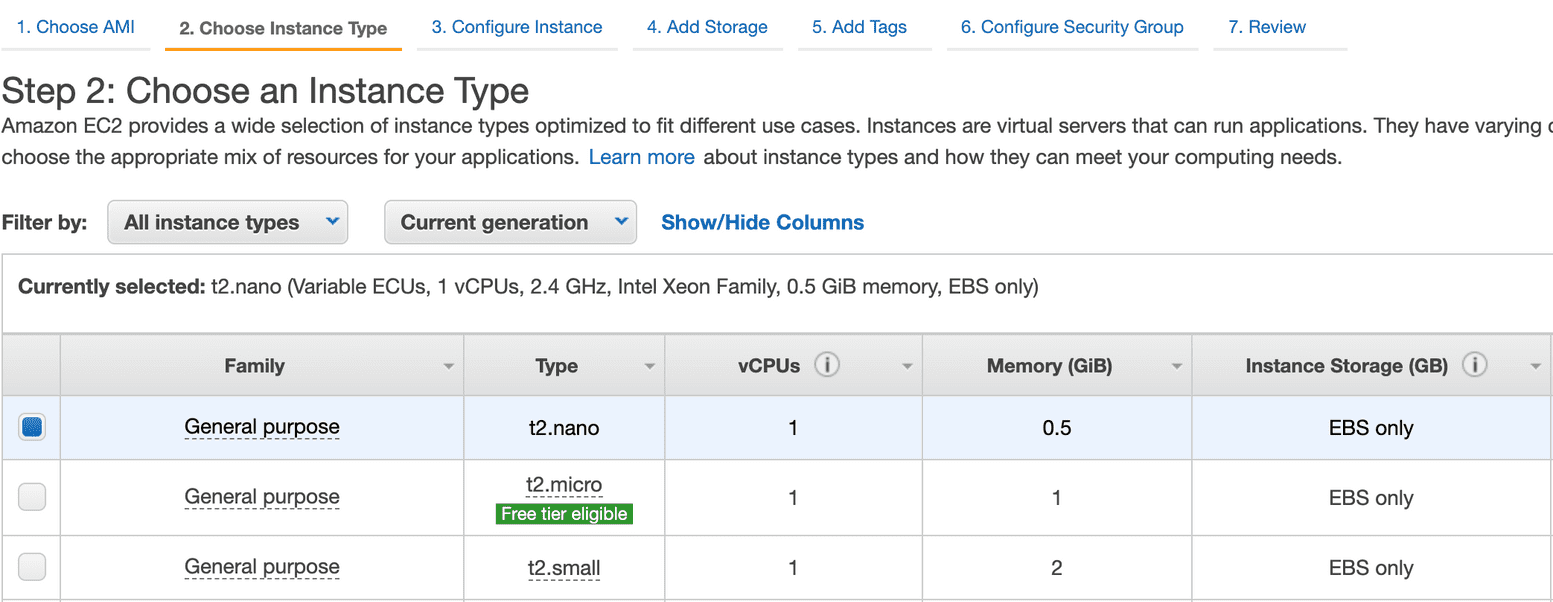 1. Choose AMI 2. Choose Instance Type 3. Configure Instance 4. Add Storage 5. Add Tags 6. Configure Security Group 7. Review
Step 2: Choose an Instance Type
Amazon EC2 provides a wide selection of instance types optimized to fit different use cases. Instances are virtual servers that can run applications. They have varying
choose the appropriate mix of resources for your applications. Learn more about instance types and how they can meet your computing needs.
Filter by: All instance types Current generation Show/Hide Columns
Currently selected: t2.nano (Variable ECUs, 1 vCPUs, 2.4 GHz, Intel Xeon Family, 0.5 GiB memory, EBS only)
Family Type vCPUs i Memory (GiB) Instance Storage (GB) i
General purpose t2.nano 1 0.5 EBS only
General purpose t2.micro 1 1 EBS only
Free tier eligible
General purpose t2.small 1 2 EBS only